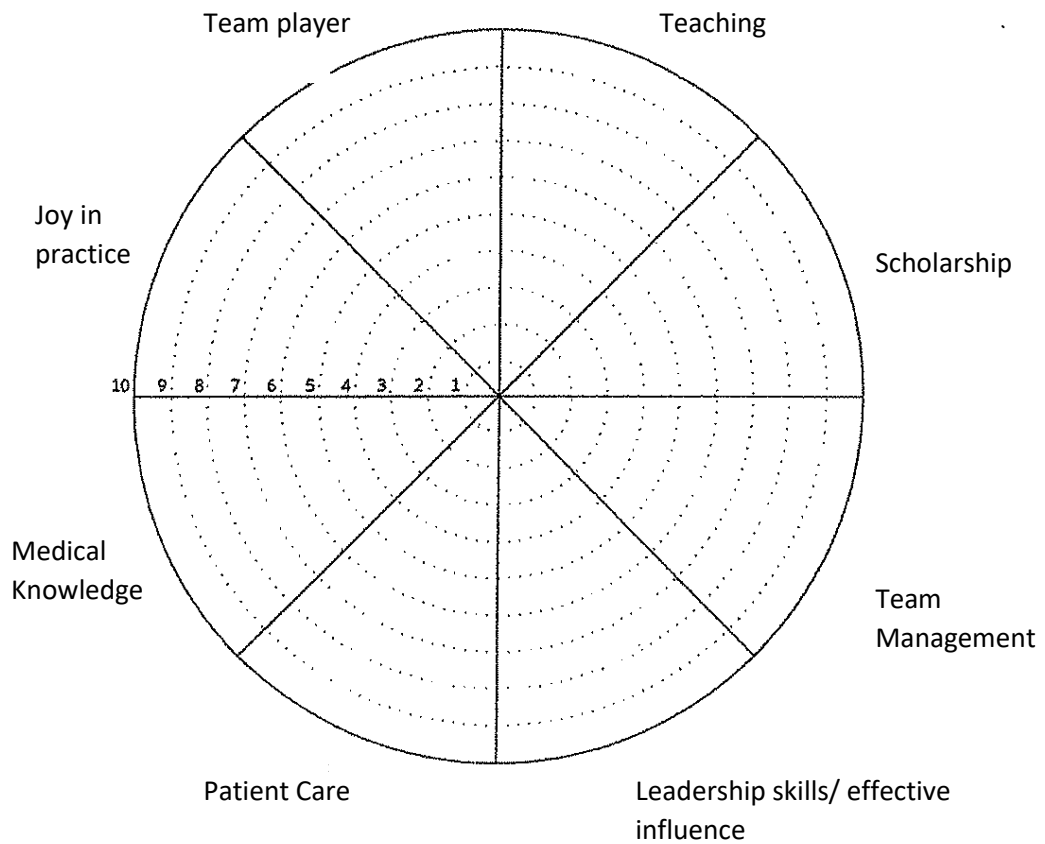 Team player
Teaching
Joy in
practice
Scholarship
10 9 8 7 6 5 4 3 2 1
Medical
Knowledge
Team
Management
Patient Care
Leadership skills/ effective
influence